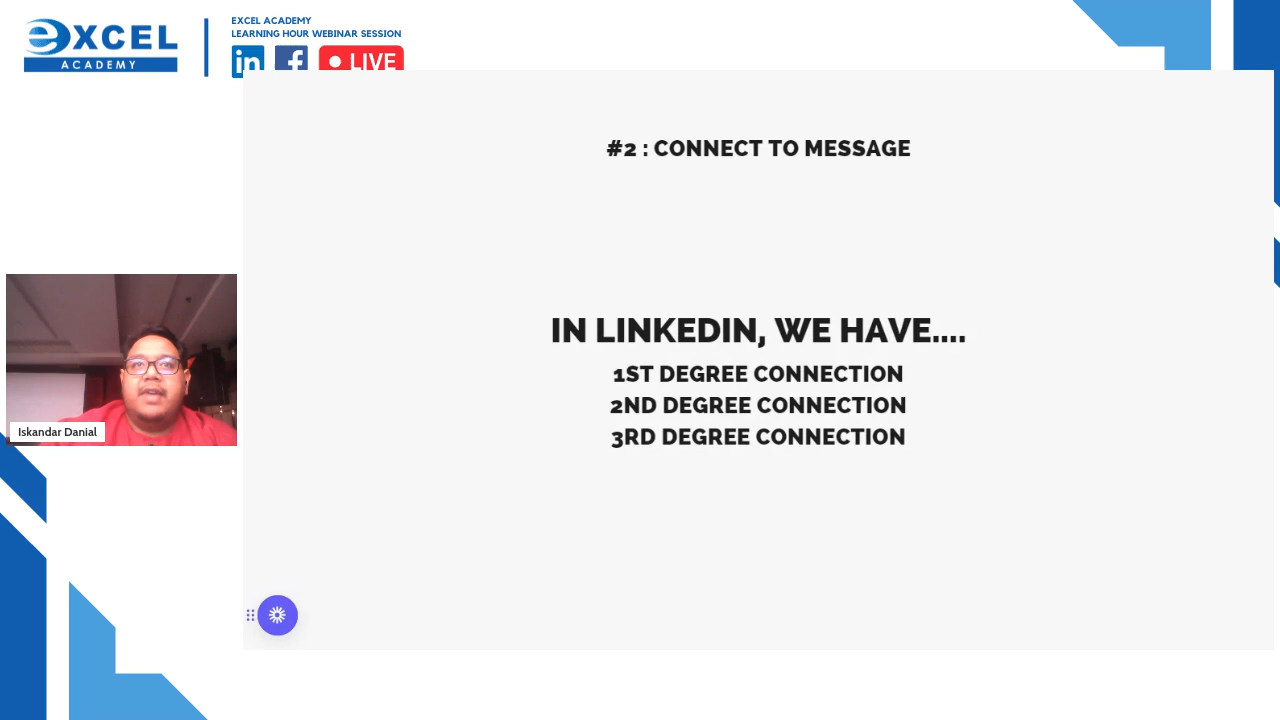 EXCEL
ACADEMY
EXCEL ACADEMY
LEARNING HOUR WEBINAR SESSION
in f LIVE
#2 : CONNECT TO MESSAGE
IN LINKEDIN, WE HAVE....
1ST DEGREE CONNECTION
2ND DEGREE CONNECTION
3RD DEGREE CONNECTION
Iskandar Danial